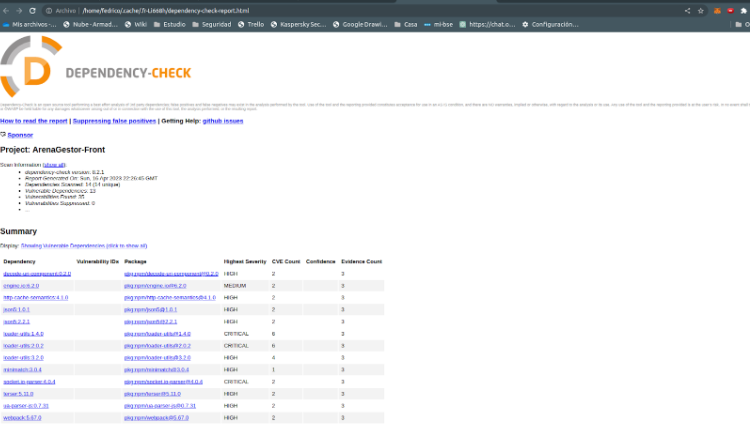 Archivo | /home/fedrico/.cache/7i-Li666h/dependency-check-report.html
Mis archivos -... Nube - Armad... Wiki Estudio Seguridad Trello KasperskySec... Google Drawi... Casa mi-bse https://chat.o... Configuración...
D DEPENDENCY-CHECK
How to read the report | Suppressing false positives | Getting Help: github issues
Sponsor
Project: ArenaGestor-Front
Scan Information (show all):
dependency-check version: 8.2.1
Report Generated On: Sun, 16 Apr 2023 22:26:45 GMT
Dependencies Scanned: 14 (14 unique)
Vulnerable Dependencies: 13
Vulnerabilities Found: 35
Vulnerabilities Suppressed: 0
...
Summary
Display: Showing Vulnerable Dependencies (click to show all)
Dependency Vulnerability IDs Package Highest Severity CVE Count Confidence Evidence Count
decode-uri-component:0.2.0 pkg:npm/decode-uri-component@0.2.0 HIGH 2 3
engine.io:6.2.0 pkg:npm/engine.io@6.2.0 MEDIUM 2 3
http-cache-semantics:4.1.0 pkg:npm/http-cache-semantics@4.1.0 HIGH 2 3
json5:1.0.1 pkg:npm/json5@1.0.1 HIGH 2 3
json5:2.2.1 pkg:npm/json5@2.2.1 HIGH 2 3
loader-utils:1.4.0 pkg:npm/loader-utils@1.4.0 CRITICAL 6 3
loader-utils:2.0.2 pkg:npm/loader-utils@2.0.2 CRITICAL 6 3
loader-utils:3.2.0 pkg:npm/loader-utils@3.2.0 HIGH 4 3
minimatch:3.0.4 pkg:npm/minimatch@3.0.4 HIGH 1 3
socket.io-parser:4.0.4 pkg:npm/socket.io-parser@4.0.4 CRITICAL 2 3
terser:5.11.0 pkg:npm/terser@5.11.0 HIGH 2 3
ua-parser-js:0.7.31 pkg:npm/ua-parser-js@0.7.31 HIGH 2 3
webpack:5.67.0 pkg:npm/webpack@5.67.0 HIGH 2 3